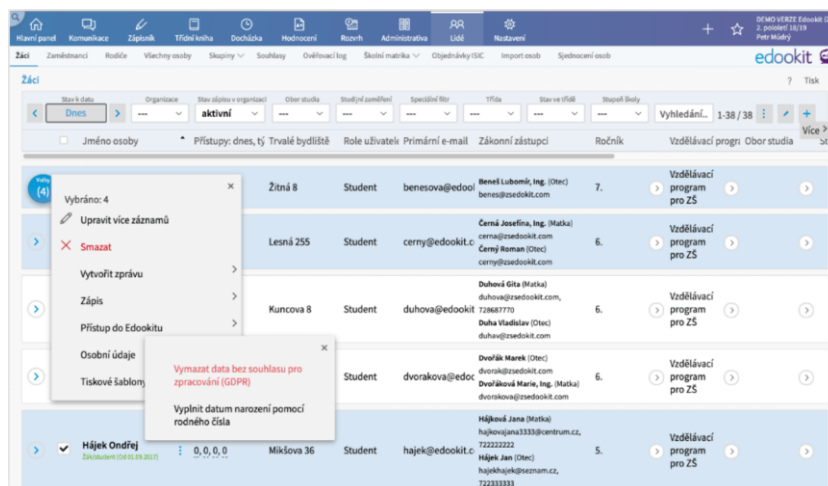 DEMO VERZE Edookit
2. pololetí 18/19
Petr Múdrý
Hlavní panel Komunikace Zápisník Třídní kniha Docházka Hodnocení Rozvrh Administrativa Lidé Nastavení
Žáci Zaměstnanci Rodiče Všechny osoby Skupiny Souhlasy Ověřovací log Školní matrika Objednávky ISIC Import osob Sjednocení osob
edookit
Žáci ? Tisk
Stav k datu Organizace Stav zápisu v organizaci Obor studia Studijní zaměření Speciální filtr Třída Stav ve třídě Stupeň školy
< Dnes > --- aktivní --- --- --- --- --- --- Vyhledání.. 1-38 / 38
Více >
Jméno osoby Přístupy: dnes, tý Trvalé bydliště Role uživatele Primární e-mail Zákonní zástupci Ročník Vzdělávací progra Obor studia
Volby
(4)
Žitná 8 Student benesova@edool
Beneš Lubomír, Ing. (Otec)
benes@zsedookit.com
7.
Vzdělávací
program
pro ZŠ
Lesná 255 Student cerny@edookit.c
Černá Josefína, Ing. (Matka)
cerna@zsedookit.com
Černý Roman (Otec)
cerny@zsedookit.com
6.
Vzdělávací
program
pro ZŠ
Kuncova 8 Student duhova@edookit
Duhová Gita (Matka)
duhova@zsedookit.com,
728687770
Duha Vladislav (Otec)
duhav@zsedookit.com
6.
Vzdělávací
program
pro ZŠ
Student dvorakova@edoc
Dvořák Marek (Otec)
dvorak@zsedookit.com
Dvořáková Marie, Ing. (Matka)
dvorakova@zsedookit.com
6.
Vzdělávací
program
pro ZŠ
Hájek Ondřej
Žák/student (Od 01.09.2017)
0, 0, 0, 0 Mikšova 36 Student hajek@edookit.c
Hájková Jana (Matka)
hajkovajana3333@centrum.cz,
722222222
Hájek Jan (Otec)
hajekhajek@seznam.cz,
722333333
5.
Vzdělávací
program
pro ZŠ
×
Vybráno: 4
Upravit více záznamů
Smazat
Vytvořit zprávu
Zápis
Přístup do Edookitu
Osobní údaje
Tiskové šablony
×
Vymazat data bez souhlasu pro
zpracování (GDPR)
Vyplnit datum narození pomocí
rodného čísla